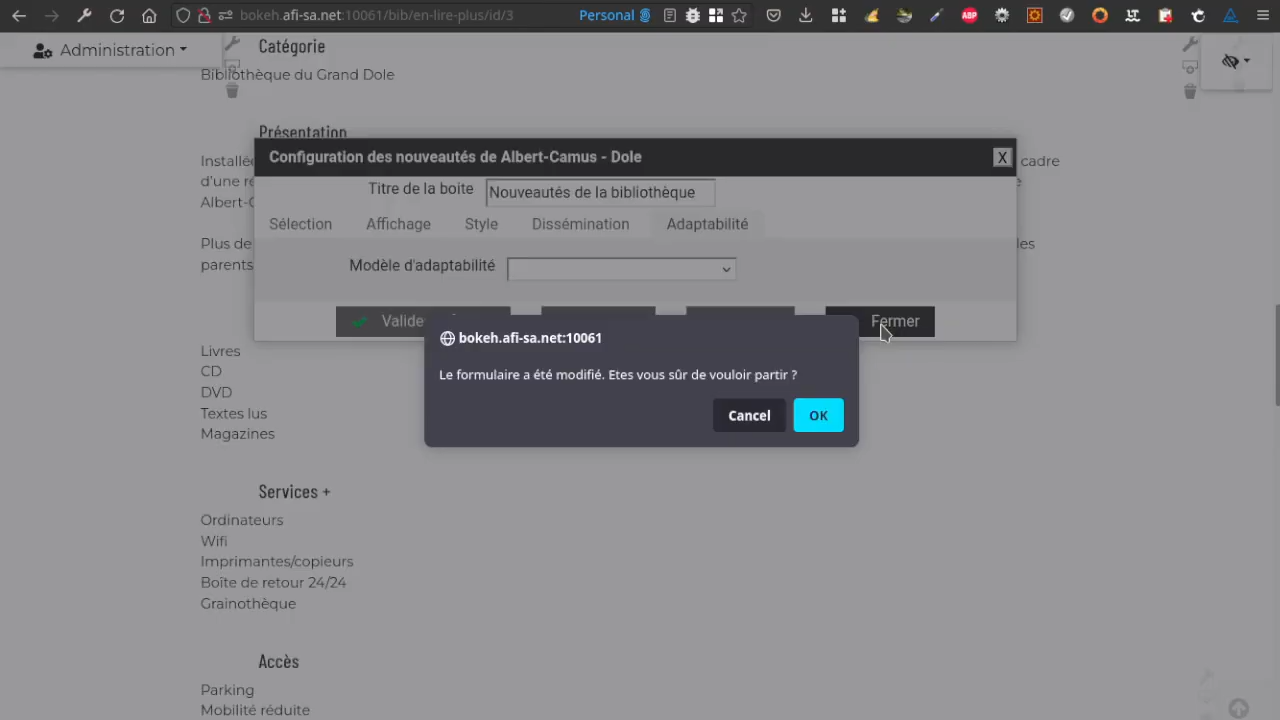 bokeh.afi-sa.net:10061/bib/en-lire-plus/id/3
Personal
ABP
Administration
Catégorie
Bibliothèque du Grand Dole
Présentation
Configuration des nouveautés de Albert-Camus - Dole
X
Titre de la boite
Nouveautés de la bibliothèque
Sélection
Affichage
Style
Dissémination
Adaptabilité
Modèle d'adaptabilité
cadre
Plus de
parents
Valide
Fermer
bokeh.afi-sa.net:10061
Le formulaire a été modifié. Etes vous sûr de vouloir partir ?
Cancel
OK
Livres
CD
DVD
Textes lus
Magazines
Services +
Ordinateurs
Wifi
Imprimantes/copieurs
Boîte de retour 24/24
Grainothèque
Accès
Parking
Mobilité réduite